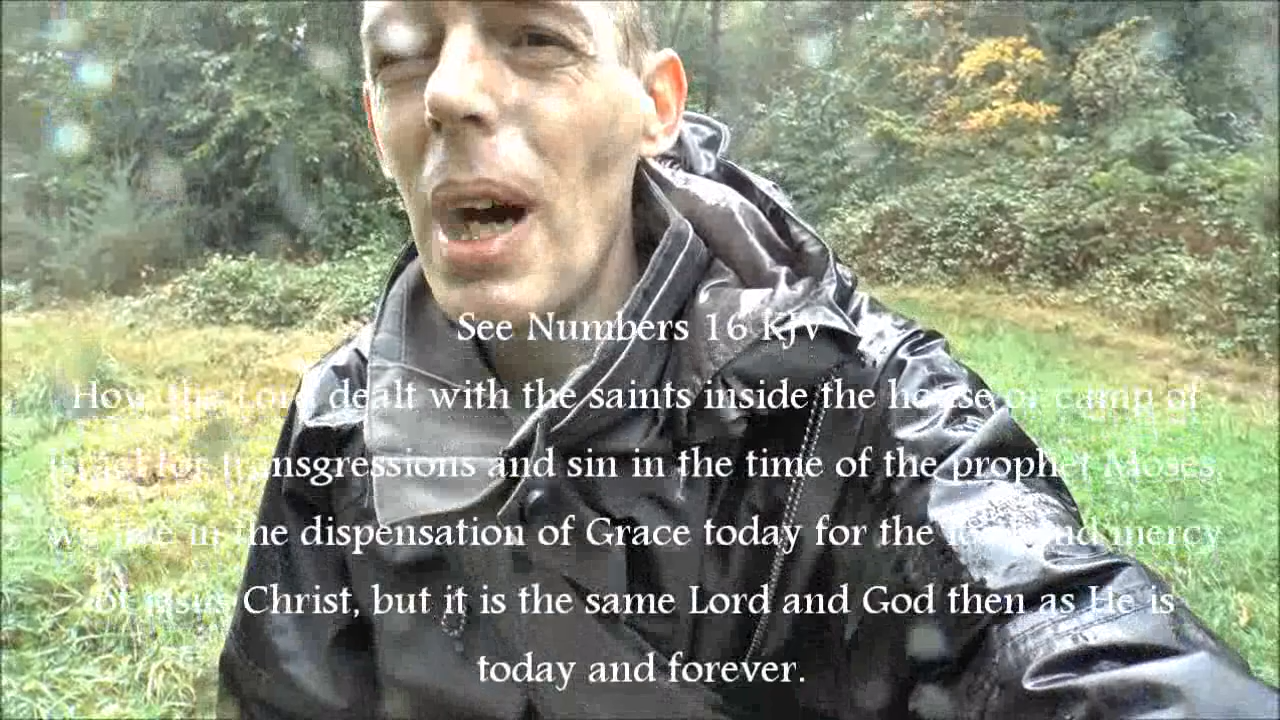 See Numbers 16 KJV
How the Lord dealt with the saints inside the house or camp of
Israel for transgressions and sin in the time of the prophet Moses,
we live in the dispensation of Grace today for the love and mercy
of Jesus Christ, but it is the same Lord and God then as He is
today and forever.